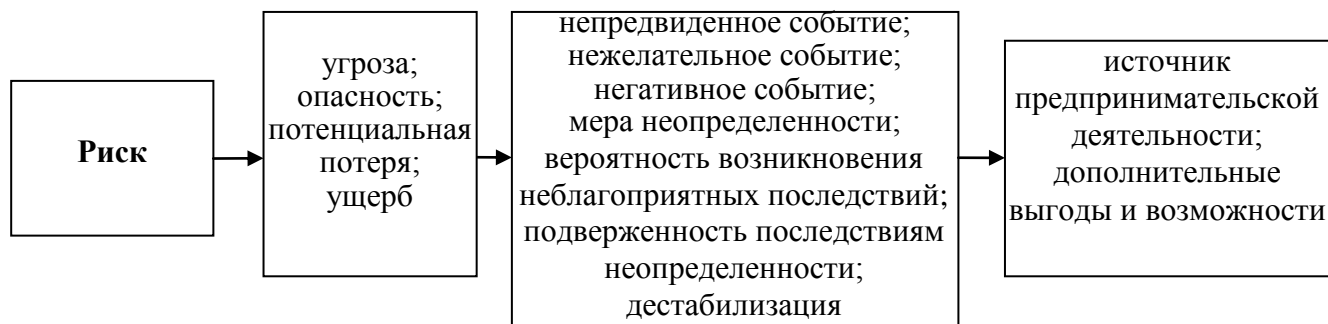 Риск
угроза;
опасность;
потенциальная
потеря;
ущерб
непредвиденное событие;
нежелательное событие;
негативное событие;
мера неопределенности;
вероятность возникновения
неблагоприятных последствий;
подверженность последствиям
неопределенности;
дестабилизация
источник
предпринимательской
деятельности;
дополнительные
выгоды и возможности